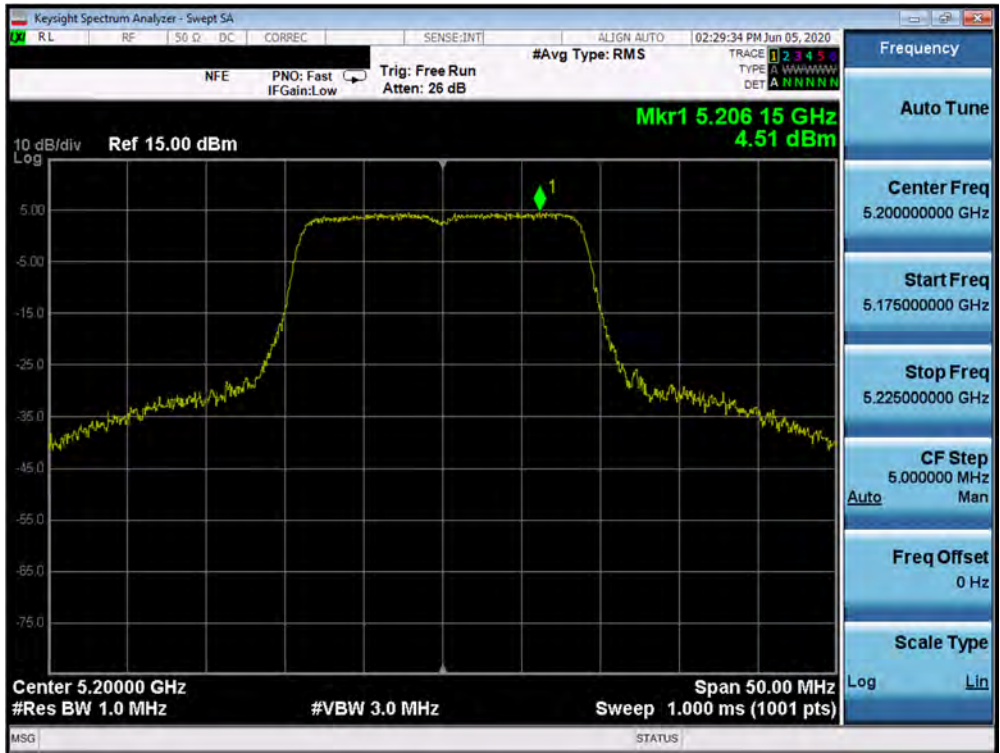 Keysight Spectrum Analyzer - Swept SA
LXI RL RF 50 Ω DC CORREC SENSE:INT ALIGN AUTO 02:29:34 PM Jun 05, 2020
#Avg Type: RMS
TRACE 1 2 3 4 5 6
NFE PNO: Fast Trig: Free Run
TYPE A WWWWW
IFGain:Low Atten: 26 dB
DET A N N N N N
Mkr1 5.206 15 GHz
4.51 dBm
10 dB/div Ref 15.00 dBm
Log
1
5.00
-5.00
-15.0
-25.0
-35.0
-45.0
-55.0
-65.0
-75.0
Center 5.20000 GHz
Span 50.00 MHz
#Res BW 1.0 MHz #VBW 3.0 MHz Sweep 1.000 ms (1001 pts)
MSG STATUS
Frequency
Auto Tune
Center Freq
5.200000000 GHz
Start Freq
5.175000000 GHz
Stop Freq
5.225000000 GHz
CF Step
5.000000 MHz
Auto Man
Freq Offset
0 Hz
Scale Type
Log Lin